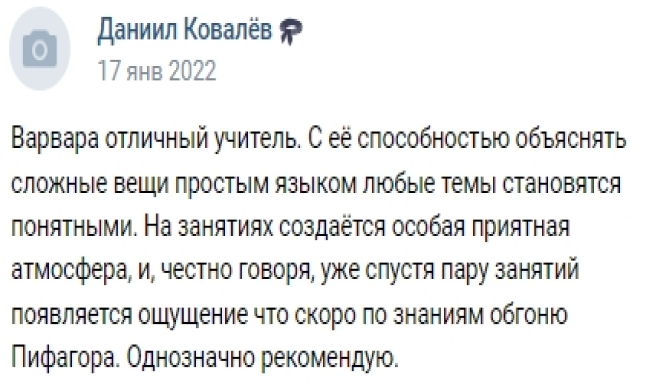 Даниил Ковалёв
17 янв 2022
Варвара отличный учитель. С её способностью объяснять
сложные вещи простым языком любые темы становятся
понятными. На занятиях создаётся особая приятная
атмосфера, и, честно говоря, уже спустя пару занятий
появляется ощущение что скоро по знаниям обгоню
Пифагора. Однозначно рекомендую.